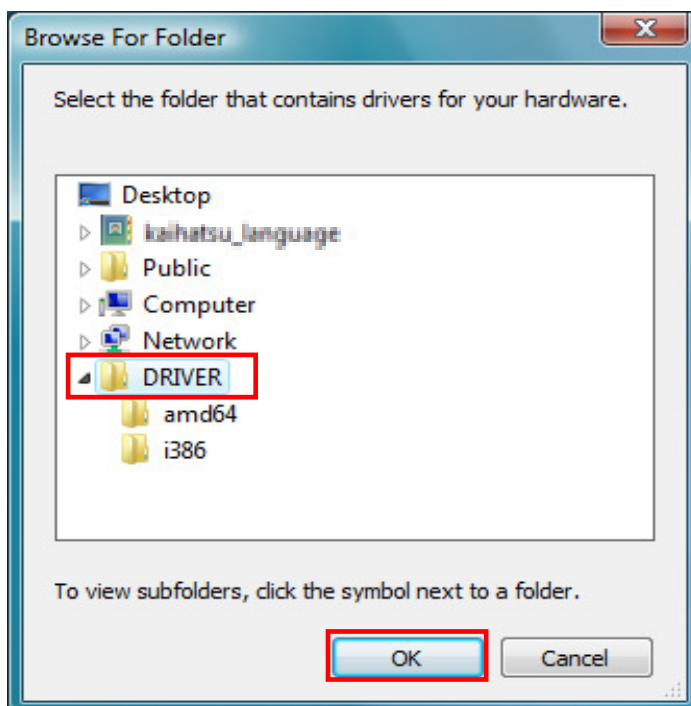 Browse For Folder
Select the folder that contains drivers for your hardware.
Desktop
kaihatsu_language
Public
Computer
Network
DRIVER
amd64
i386
To view subfolders, click the symbol next to a folder.
OK
Cancel